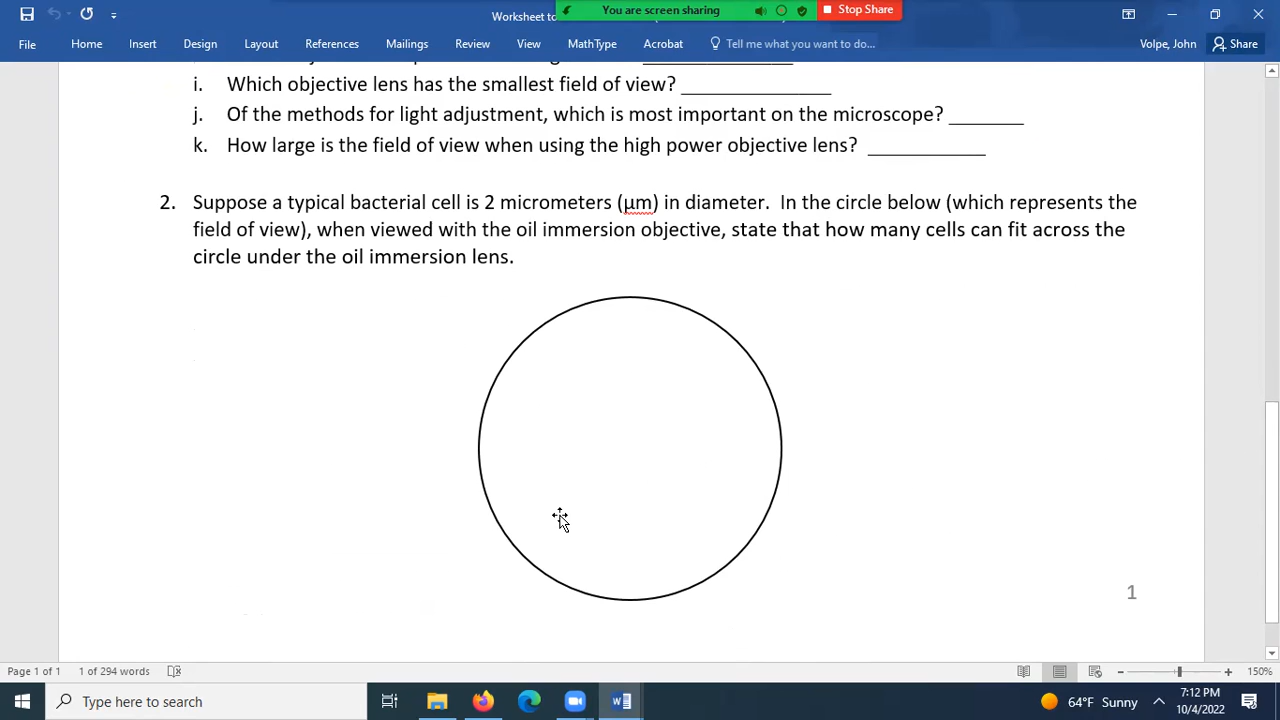 Worksheet to
You are screen sharing
Stop Share
File Home Insert Design Layout References Mailings Review View MathType Acrobat Tell me what you want to do... Volpe, John Share
i. Which objective lens has the smallest field of view? _______________
j. Of the methods for light adjustment, which is most important on the microscope? _______
k. How large is the field of view when using the high power objective lens? ____________
2. Suppose a typical bacterial cell is 2 micrometers (µm) in diameter. In the circle below (which represents the
field of view), when viewed with the oil immersion objective, state that how many cells can fit across the
circle under the oil immersion lens.
1
Page 1 of 1 1 of 294 words 150%
Type here to search 64°F Sunny 7:12 PM
10/4/2022